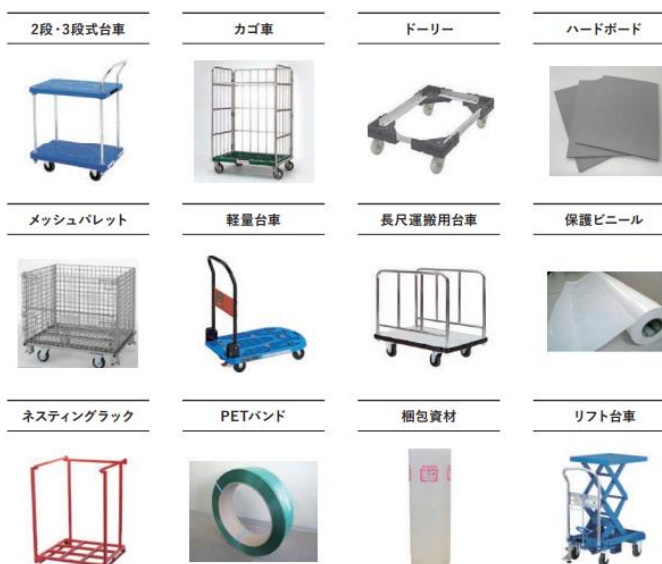 2段・3段式台車
カゴ車
ドーリー
ハードボード
メッシュパレット
軽量台車
長尺運搬用台車
保護ビニール
ネスティングラック
PETバンド
梱包資材
リフト台車